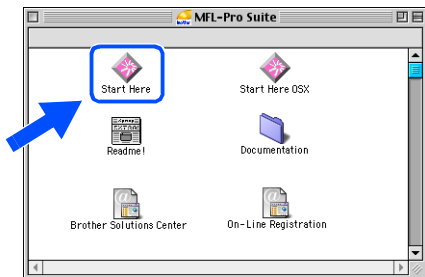 MFL-Pro Suite
Start Here
Start Here OSX
Readme!
Documentation
Brother Solutions Center
On-Line Registration